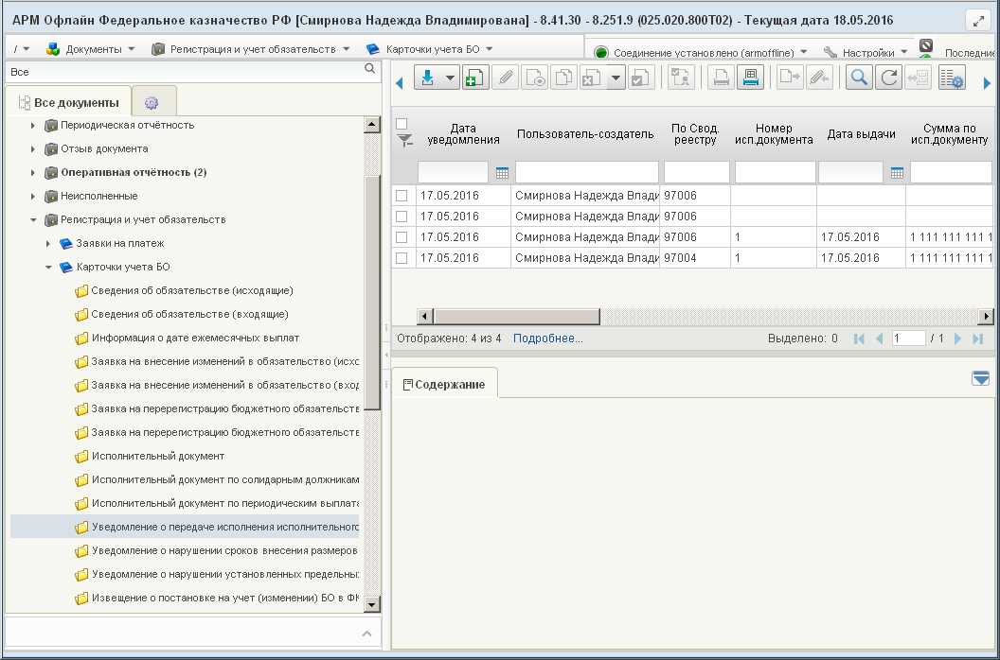 АРМ Офлайн Федеральное казначество РФ [Смирнова Надежда Владимировна] - 8.41.30 - 8.251.9 (025.020.800T02) - Текущая дата 18.05.2016
/ Документы Регистрация и учет обязательств Карточки учета БО Соединение установлено (armoffline) Настройки Последние
Все
Все документы
Периодическая отчётность
Отзыв документа
Оперативная отчётность (2)
Неисполненные
Регистрация и учет обязательств
Заявки на платеж
Карточки учета БО
Сведения об обязательстве (исходящие)
Сведения об обязательстве (входящие)
Информация о дате ежемесячных выплат
Заявка на внесение изменений в обязательство (исхо
Заявка на внесение изменений в обязательство (вход
Заявка на перерегистрацию бюджетного обязательств
Заявка на перерегистрацию бюджетного обязательств
Исполнительный документ
Исполнительный документ по солидарным должникам
Исполнительный документ по периодическим выплата
Уведомление о передаче исполнения исполнительного
Уведомление о нарушении сроков внесения размеров
Уведомление о нарушении установленных предельны
Извещение о постановке на учет (изменении) БО в ФК
Дата уведомления Пользователь-создатель По Свод. реестру Номер исп.документа Дата выдачи Сумма по исп.документу
17.05.2016 Смирнова Надежда Влади 97006
17.05.2016 Смирнова Надежда Влади 97006
17.05.2016 Смирнова Надежда Влади 97006 1 17.05.2016 1 111 111 111 1
17.05.2016 Смирнова Надежда Влади 97004 1 17.05.2016 1 111 111 111 1
Отображено: 4 из 4 Подробнее... Выделено: 0 1 / 1
Содержание